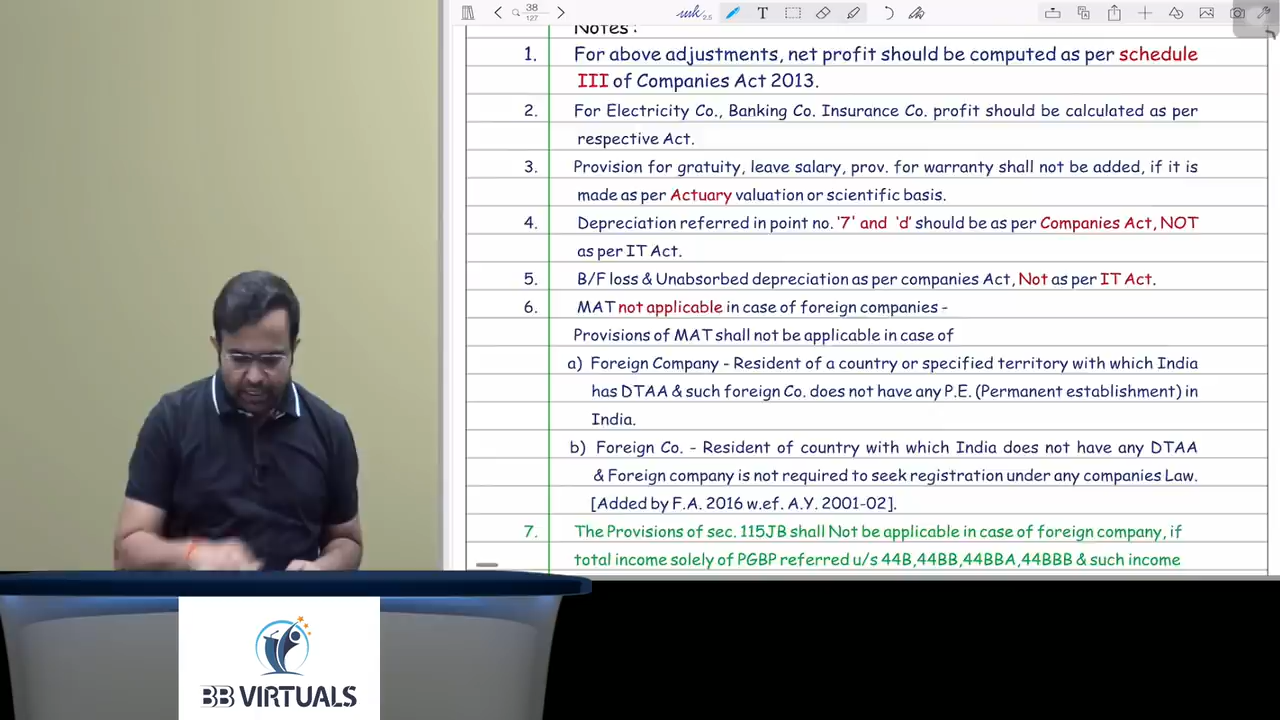 38
127
2.5
T
Notes :
1. For above adjustments, net profit should be computed as per schedule
III of Companies Act 2013.
2. For Electricity Co., Banking Co. Insurance Co. profit should be calculated as per
respective Act.
3. Provision for gratuity, leave salary, prov. for warranty shall not be added, if it is
made as per Actuary valuation or scientific basis.
4. Depreciation referred in point no. '7' and 'd' should be as per Companies Act, NOT
as per IT Act.
5. B/F loss & Unabsorbed depreciation as per companies Act, Not as per IT Act.
6. MAT not applicable in case of foreign companies -
Provisions of MAT shall not be applicable in case of
a) Foreign Company - Resident of a country or specified territory with which India
has DTAA & such foreign Co. does not have any P.E. (Permanent establishment) in
India.
b) Foreign Co. - Resident of country with which India does not have any DTAA
& Foreign company is not required to seek registration under any companies Law.
[Added by F.A. 2016 w.ef. A.Y. 2001-02].
7. The Provisions of sec. 115JB shall Not be applicable in case of foreign company, if
total income solely of PGBP referred u/s 44B,44BB,44BBA,44BBB & such income
BB VIRTUALS